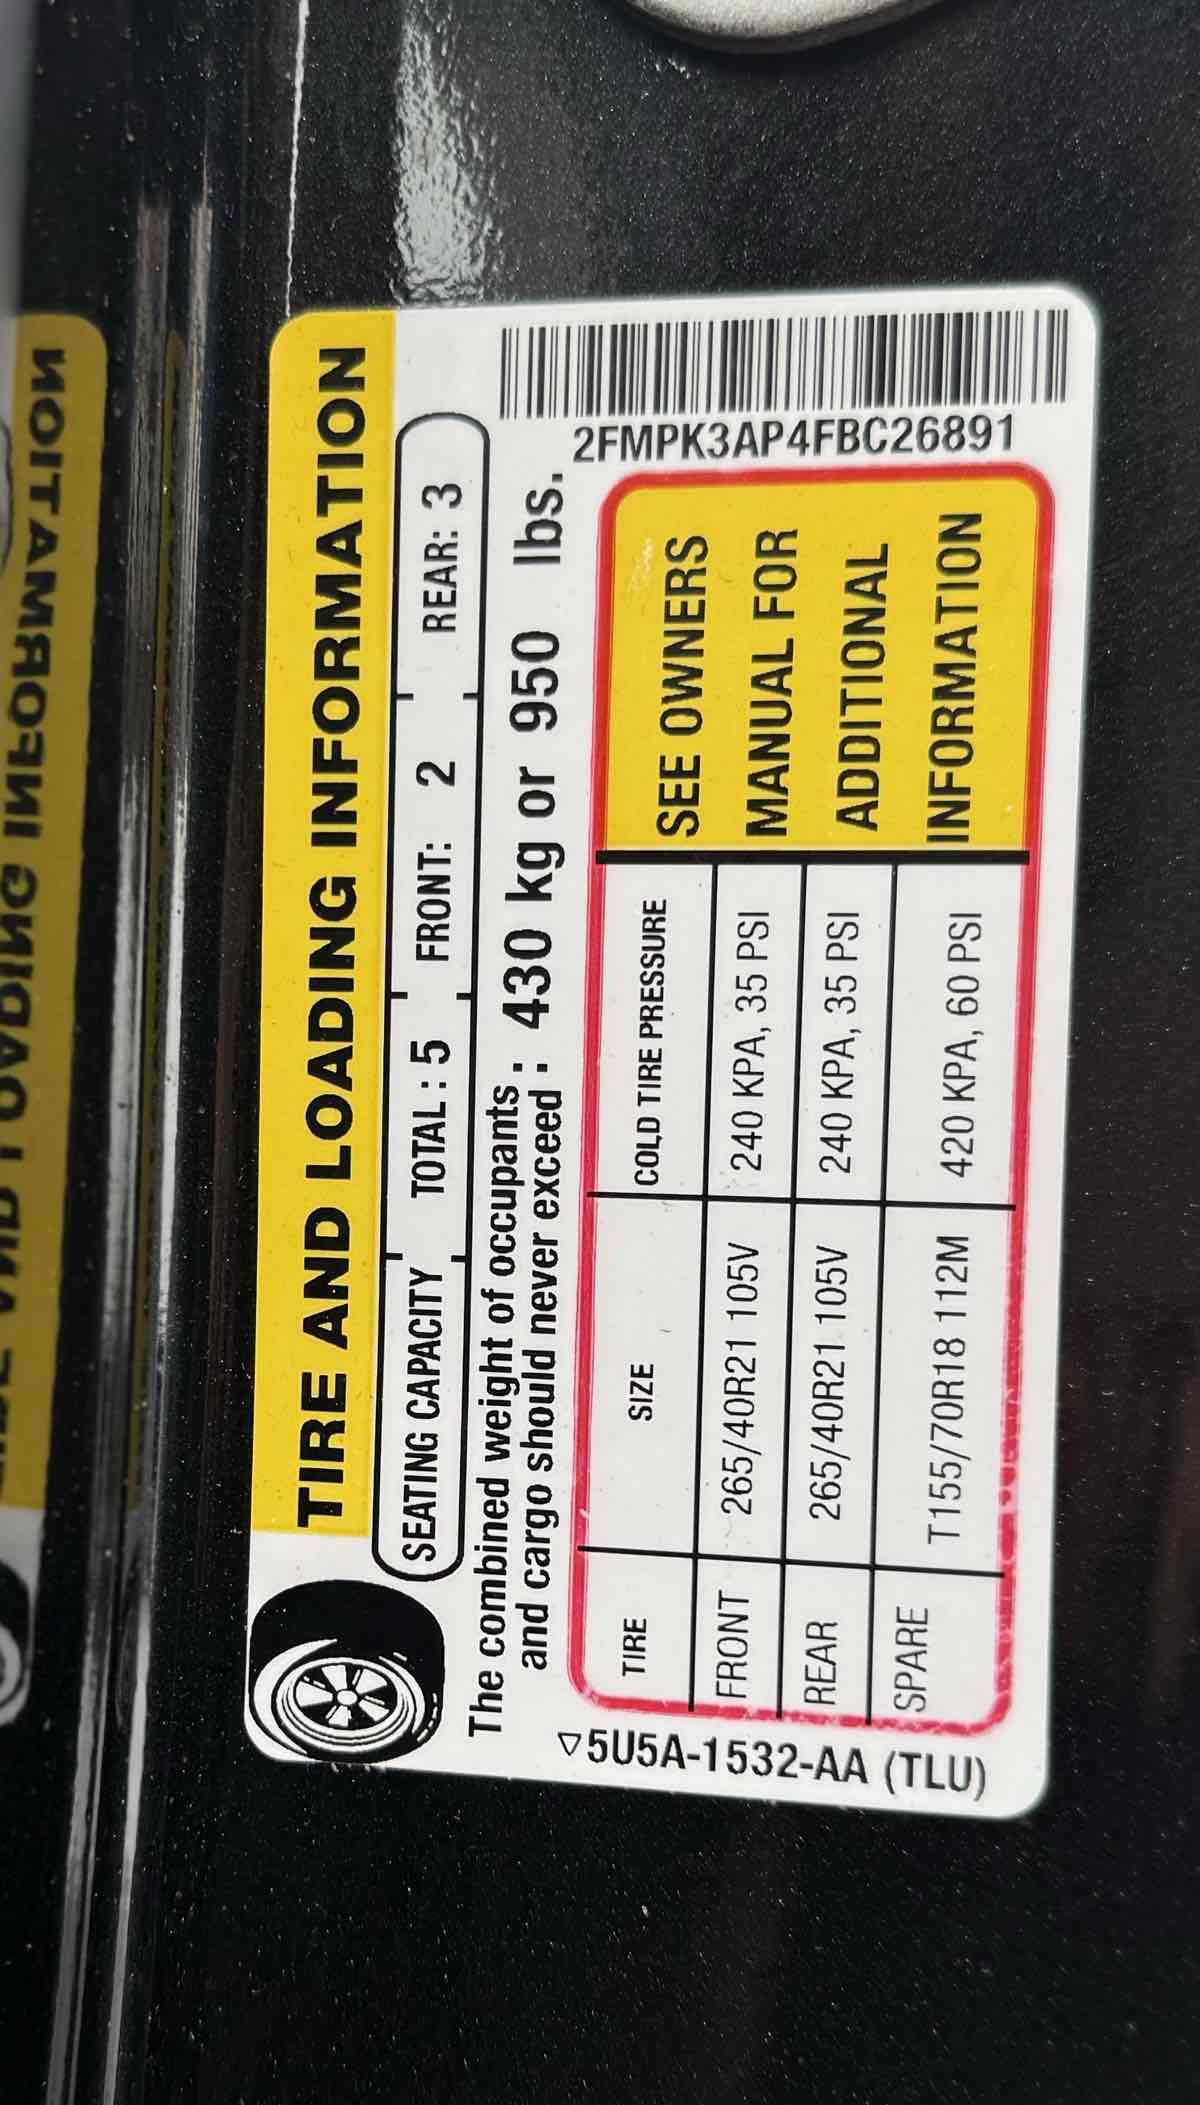 TIRE AND LOADING INFORMATION
SEATING CAPACITY TOTAL : 5 FRONT: 2 REAR: 3
The combined weight of occupants
and cargo should never exceed : 430 kg or 950 lbs.
TIRE SIZE COLD TIRE PRESSURE
FRONT 265/40R21 105V 240 KPA, 35 PSI
REAR 265/40R21 105V 240 KPA, 35 PSI
SPARE T155/70R18 112M 420 KPA, 60 PSI
SEE OWNERS
MANUAL FOR
ADDITIONAL
INFORMATION
2FMPK3AP4FBC26891
5U5A-1532-AA (TLU)